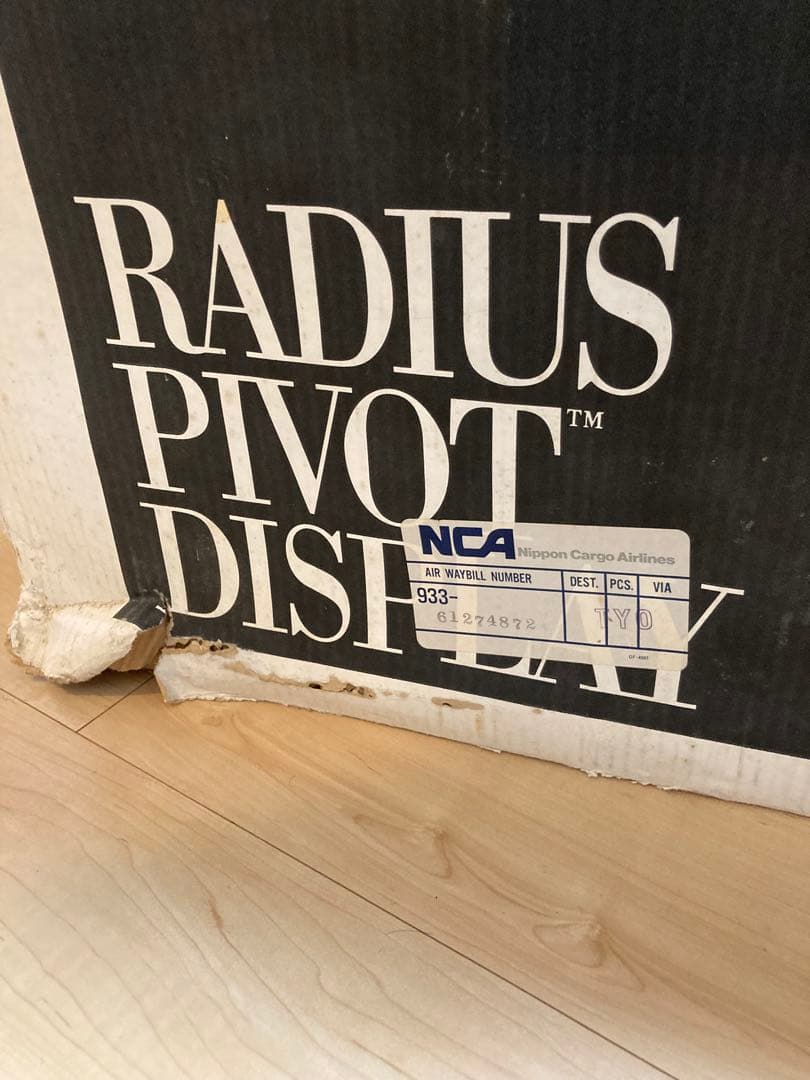 RADIUS
PIVOT™
DISPLAY
NCA Nippon Cargo Airlines
AIR WAYBILL NUMBER DEST. PCS. VIA
933-
61274872 TYO